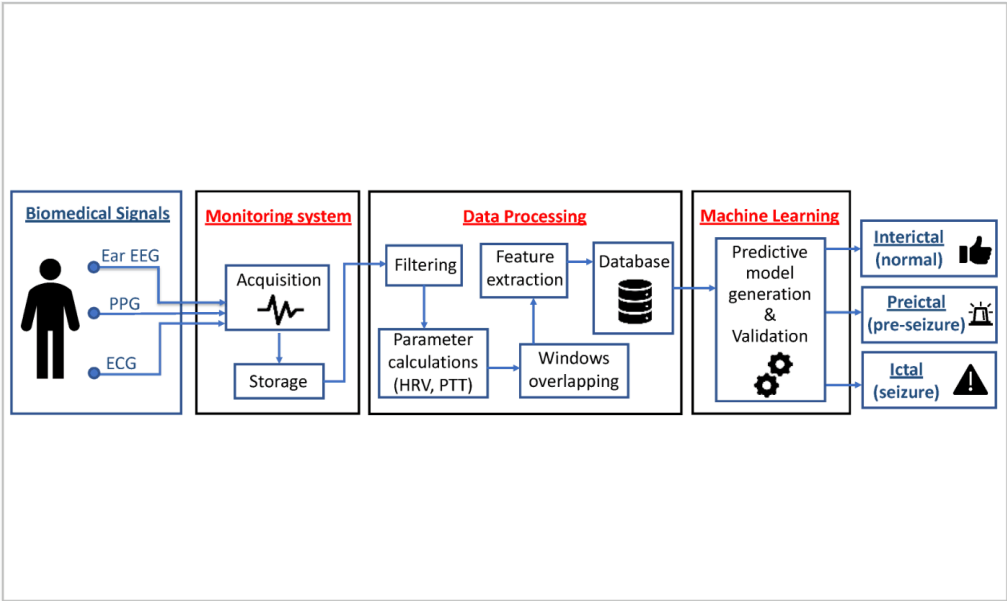 Biomedical Signals
Ear EEG
PPG
ECG
Monitoring system
Acquisition
Storage
Data Processing
Filtering
Parameter
calculations
(HRV, PTT)
Windows
overlapping
Feature
extraction
Database
Machine Learning
Predictive
model
generation
&
Validation
Interictal
(normal)
Preictal
(pre-seizure)
Ictal
(seizure)